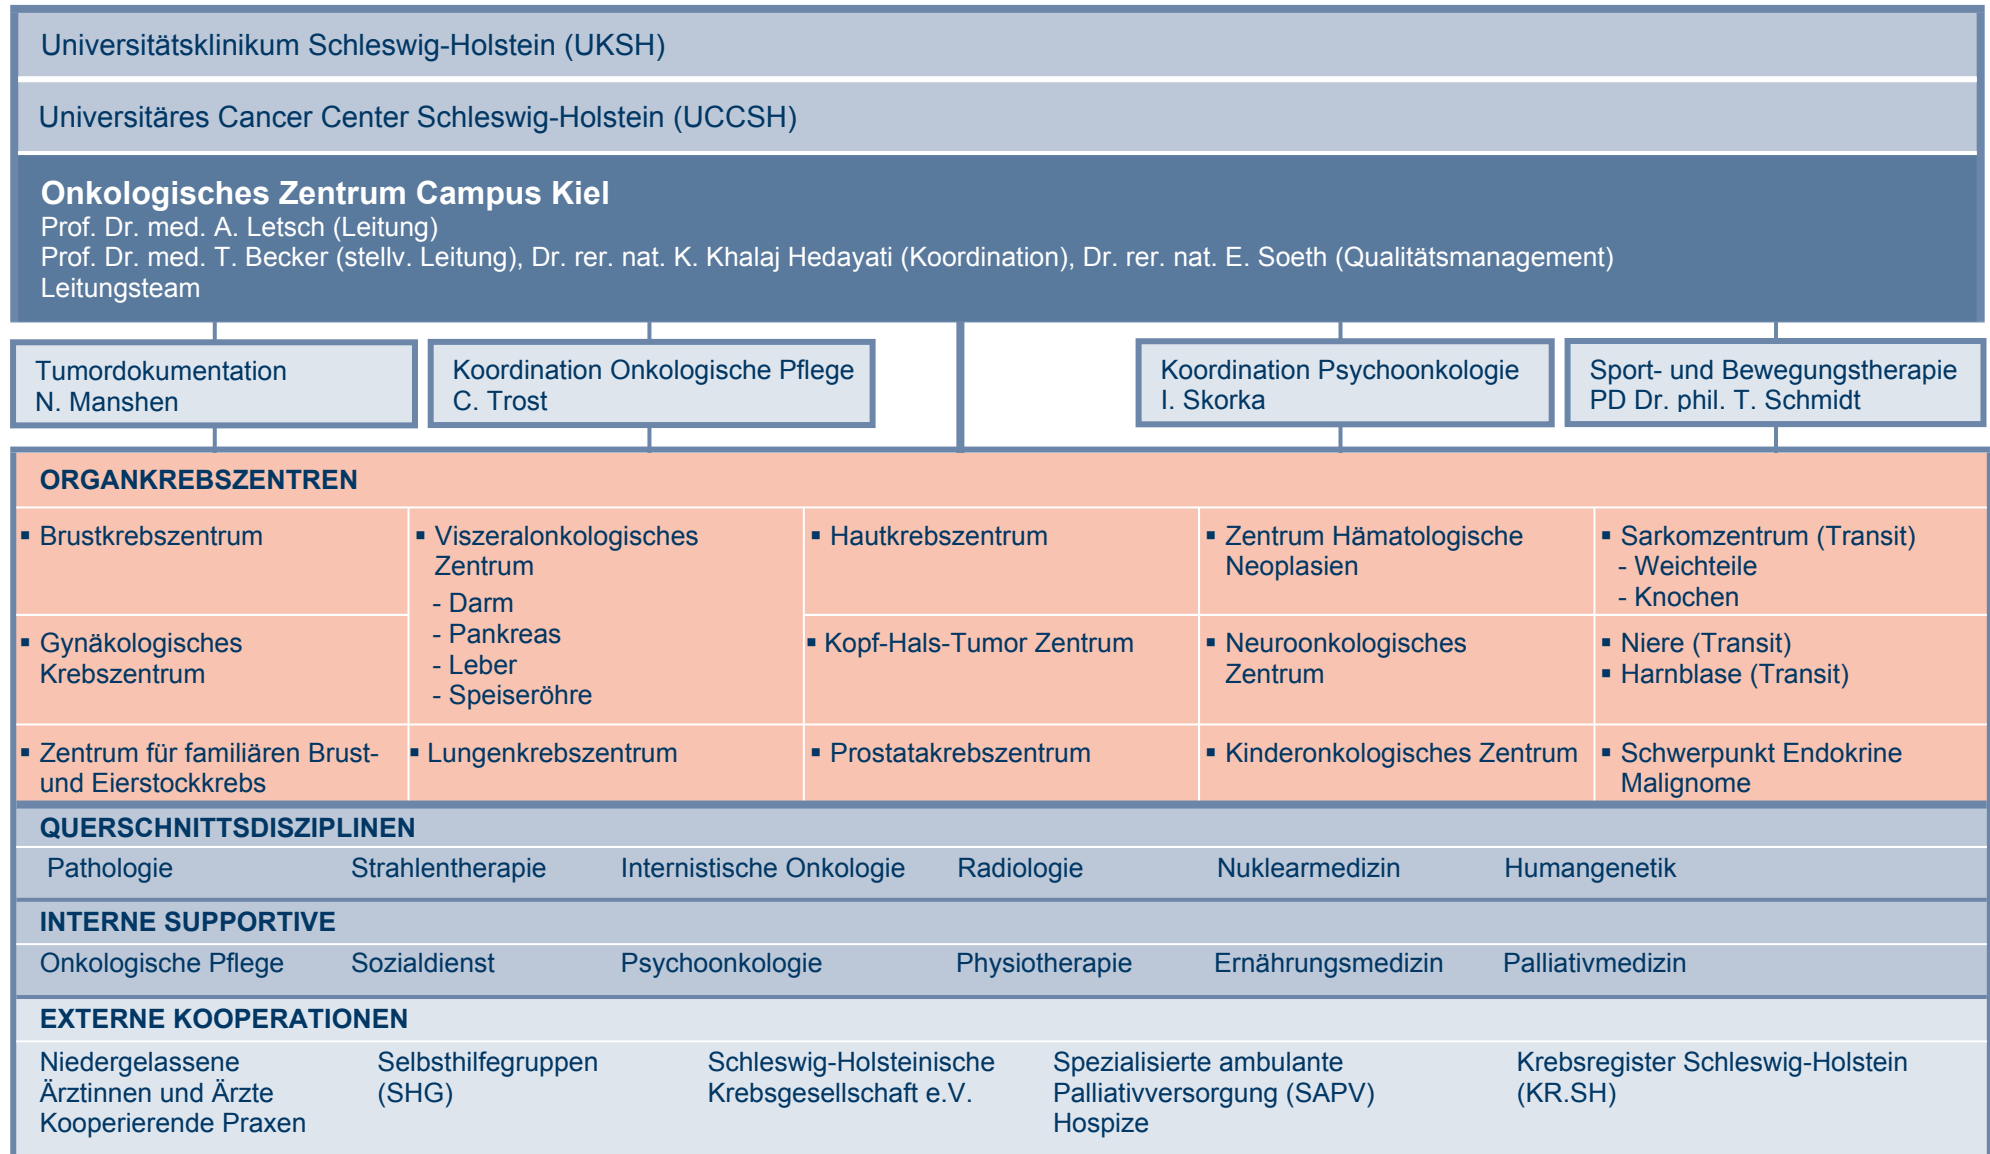 Universitätsklinikum Schleswig-Holstein (UKSH)
Universitäres Cancer Center Schleswig-Holstein (UCCSH)
Onkologisches Zentrum Campus Kiel
Prof. Dr. med. A. Letsch (Leitung)
Prof. Dr. med. T. Becker (stellv. Leitung), Dr. rer. nat. K. Khalaj Hedayati (Koordination), Dr. rer. nat. E. Soeth (Qualitätsmanagement)
Leitungsteam
Tumordokumentation
N. Manshen
Koordination Onkologische Pflege
C. Trost
Koordination Psychoonkologie
I. Skorka
Sport- und Bewegungstherapie
PD Dr. phil. T. Schmidt
ORGANKREBSZENTREN
▪ Brustkrebszentrum
▪ Viszeralonkologisches
Zentrum
- Darm
- Pankreas
- Leber
- Speiseröhre
▪ Hautkrebszentrum
▪ Zentrum Hämatologische
Neoplasien
▪ Sarkomzentrum (Transit)
- Weichteile
- Knochen
▪ Gynäkologisches
Krebszentrum
▪ Kopf-Hals-Tumor Zentrum
▪ Neuroonkologisches
Zentrum
▪ Niere (Transit)
▪ Harnblase (Transit)
▪ Zentrum für familiären Brust-
und Eierstockkrebs
▪ Lungenkrebszentrum
▪ Prostatakrebszentrum
▪ Kinderonkologisches Zentrum
▪ Schwerpunkt Endokrine
Malignome
QUERSCHNITTSDISZIPLINEN
Pathologie Strahlentherapie Internistische Onkologie Radiologie Nuklearmedizin Humangenetik
INTERNE SUPPORTIVE
Onkologische Pflege Sozialdienst Psychoonkologie Physiotherapie Ernährungsmedizin Palliativmedizin
EXTERNE KOOPERATIONEN
Niedergelassene
Ärztinnen und Ärzte
Kooperierende Praxen
Selbsthilfegruppen
(SHG)
Schleswig-Holsteinische
Krebsgesellschaft e.V.
Spezialisierte ambulante
Palliativversorgung (SAPV)
Hospize
Krebsregister Schleswig-Holstein
(KR.SH)